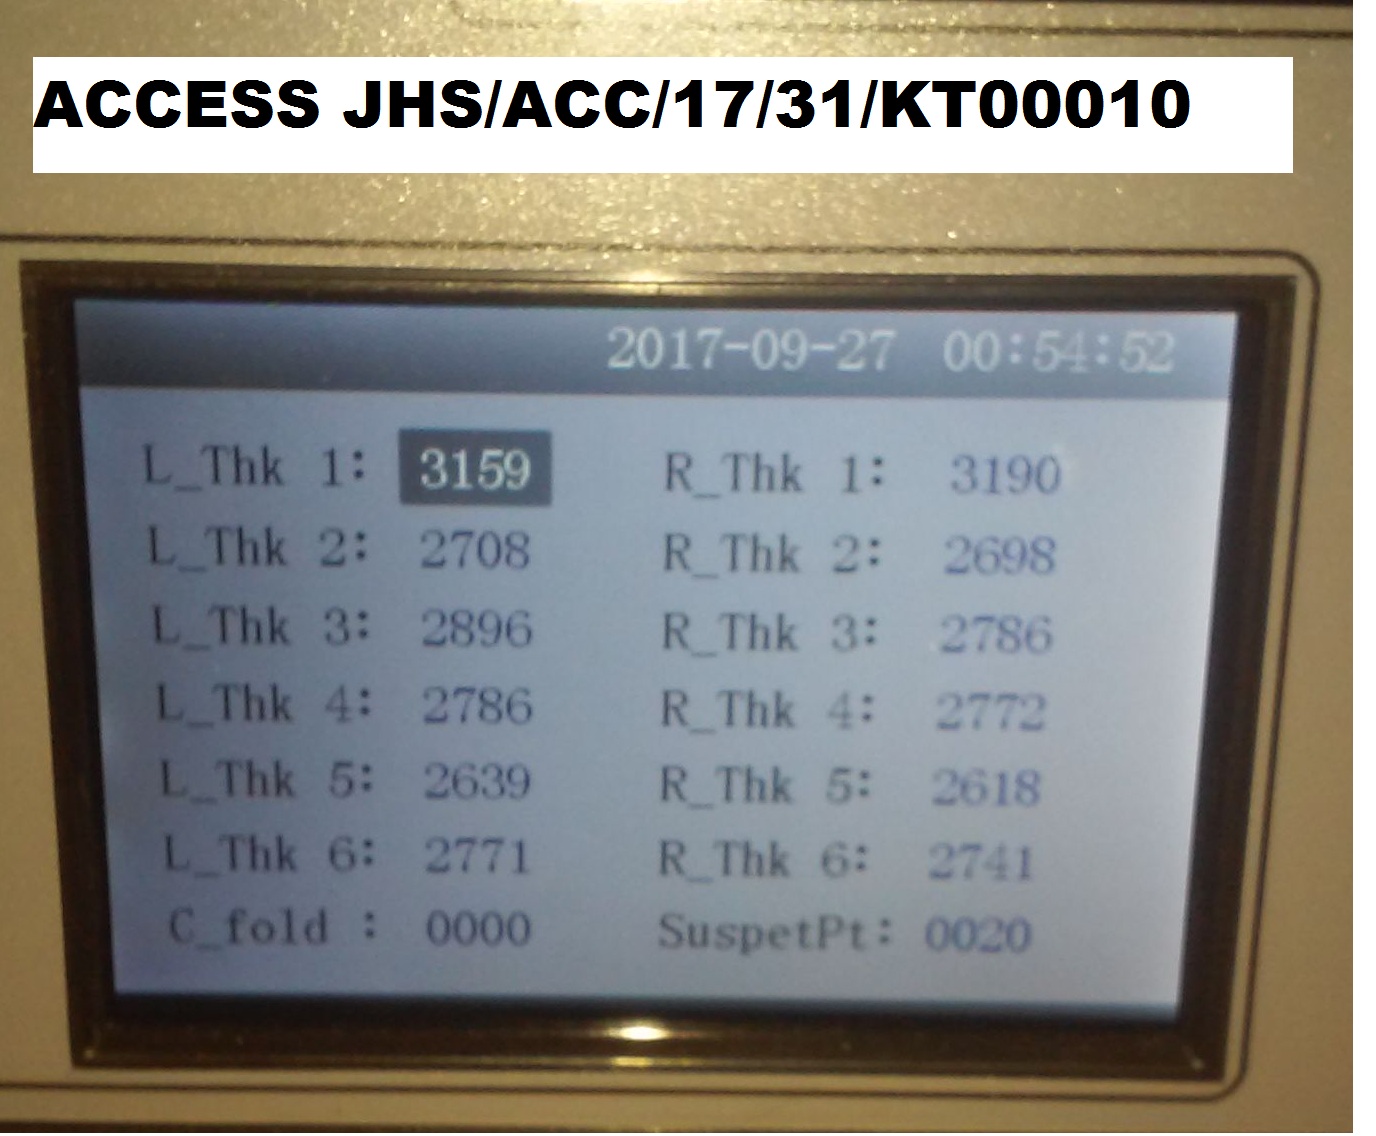 ACCESS JHS/ACC/17/31/KT00010
2017-09-27 00:54:52
L_Thk 1: 3159 R_Thk 1: 3190
L_Thk 2: 2708 R_Thk 2: 2698
L_Thk 3: 2896 R_Thk 3: 2786
L_Thk 4: 2786 R_Thk 4: 2772
L_Thk 5: 2639 R_Thk 5: 2618
L_Thk 6: 2771 R_Thk 6: 2741
C_fold : 0000 SuspetPt: 0020